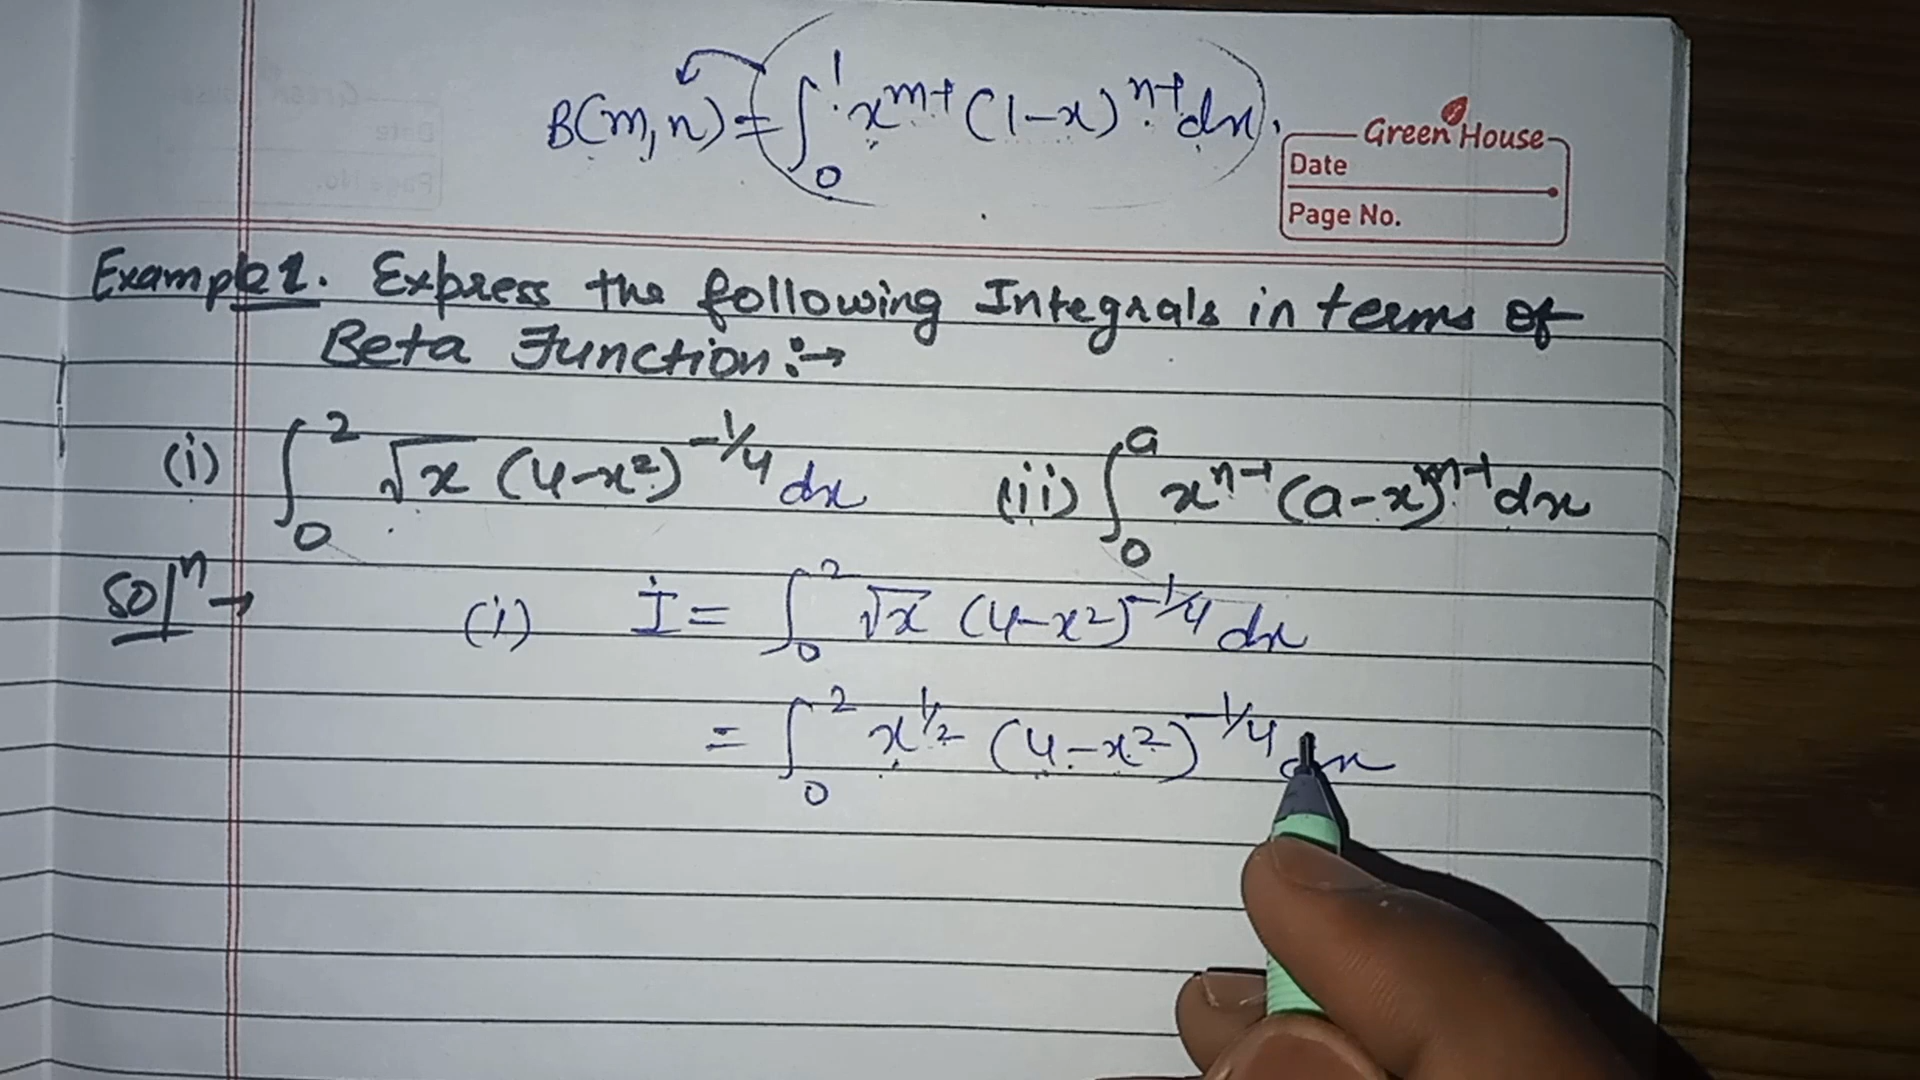 B(m,n) = ∫₀¹ x^(m-1) (1-x)^(n-1) dx.
Green House
Date
Page No.
Example 1. Express the following Integrals in terms of
Beta Function:→
(i) ∫₀² √x (4-x²)^(-1/4) dx (ii) ∫₀ᵃ x^(n-1) (a-x)^(m-1) dx
Solⁿ → (i) I = ∫₀² √x (4-x²)^(-1/4) dx
= ∫₀² x^(1/2) (4-x²)^(-1/4) dx